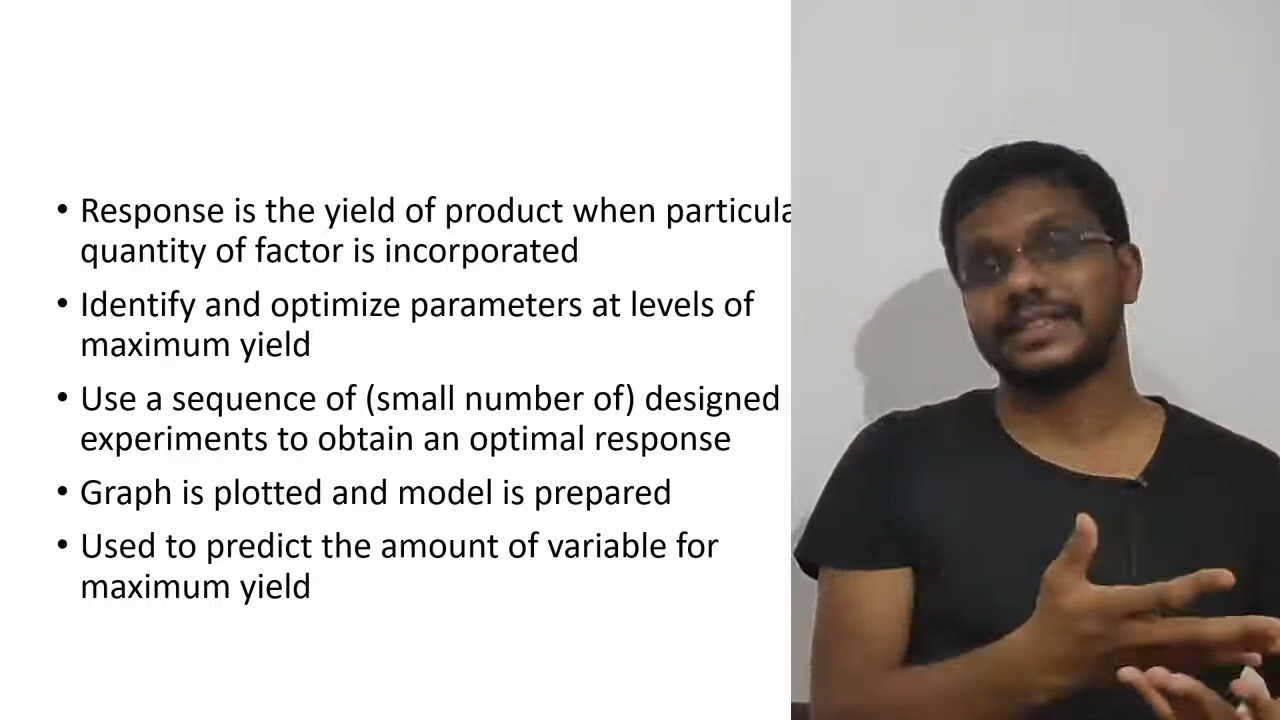 • Response is the yield of product when particula
quantity of factor is incorporated
• Identify and optimize parameters at levels of
maximum yield
• Use a sequence of (small number of) designed
experiments to obtain an optimal response
• Graph is plotted and model is prepared
• Used to predict the amount of variable for
maximum yield